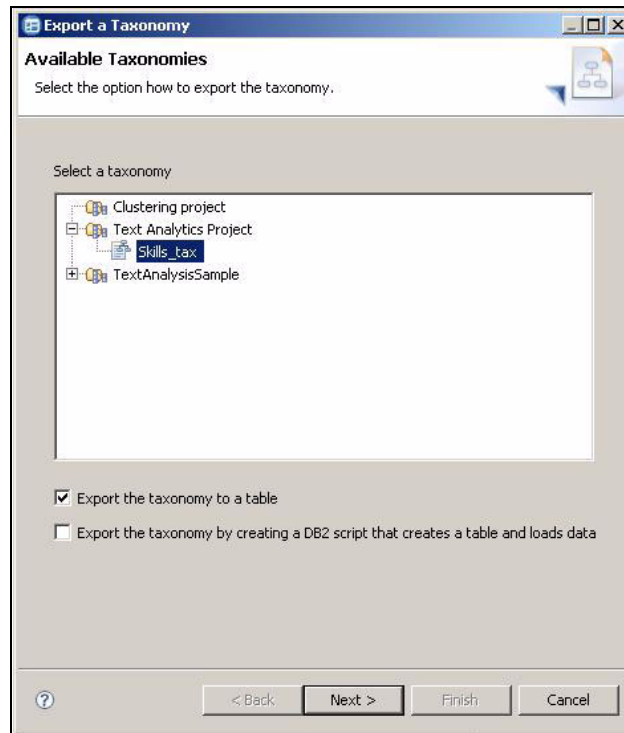 Export a Taxonomy
Available Taxonomies
Select the option how to export the taxonomy.
Select a taxonomy
Clustering project
Text Analytics Project
Skills_tax
TextAnalysisSample
Export the taxonomy to a table
Export the taxonomy by creating a DB2 script that creates a table and loads data
? < Back Next > Finish Cancel